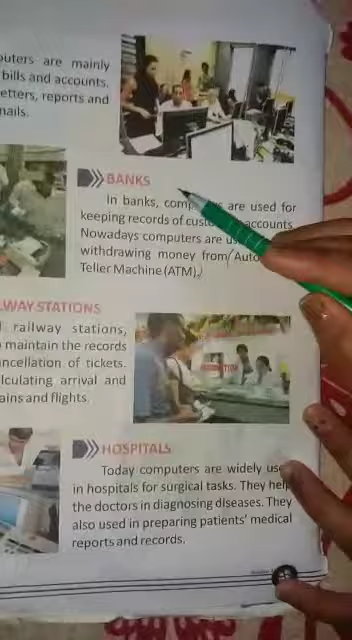 puters are mainly
bills and accounts.
etters, reports and
mails.
BANKS
In banks, comp are used for
keeping records of cust accounts.
Nowadays computers are us
withdrawing money from (Auto
Teller Machine (ATM).)
LWAY STATIONS
railway stations,
maintain the records
ncellation of tickets.
lculating arrival and
ains and flights.
HOSPITALS
Today computers are widely use
in hospitals for surgical tasks. They help
the doctors in diagnosing diseases. They
also used in preparing patients' medical
reports and records.